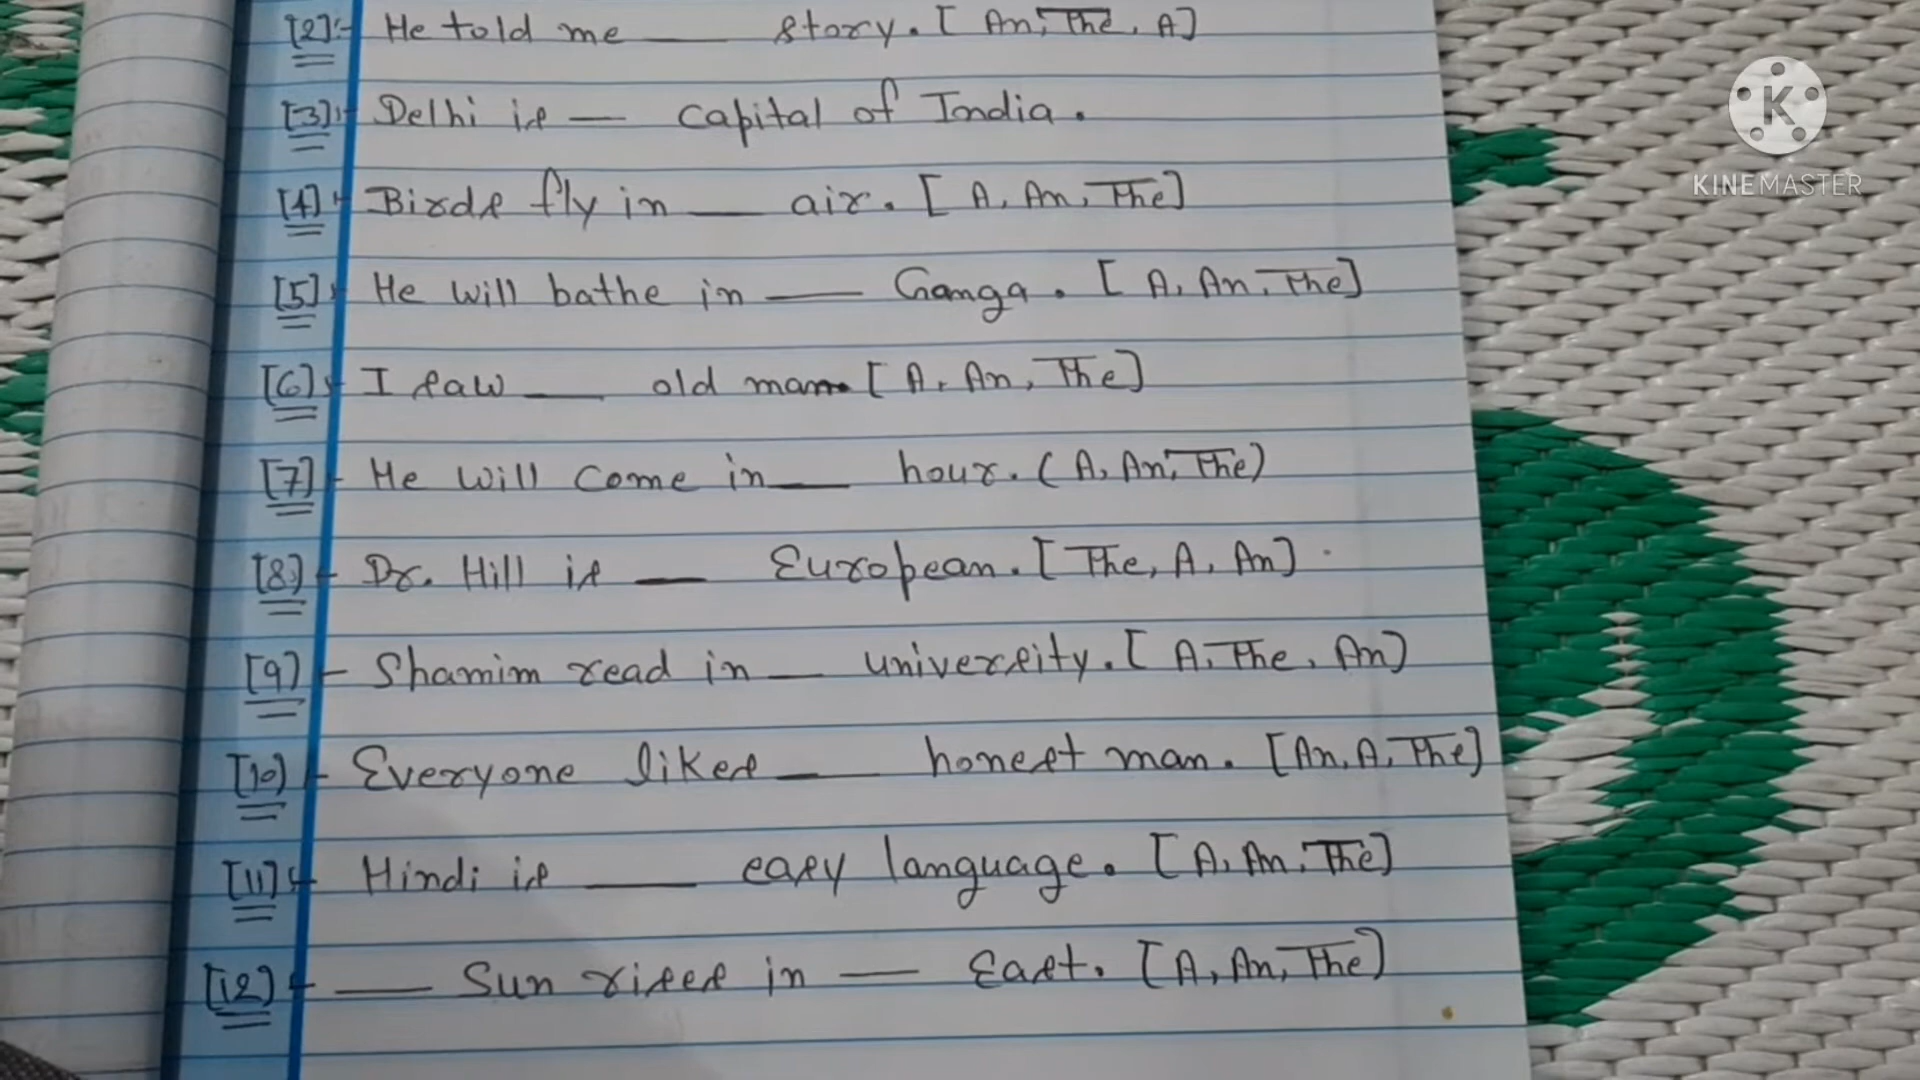 [2]:- He told me ___ story. [ An, The, A]
[3]:- Delhi is — capital of India.
[4]:- Birds fly in ___ air. [ A, An, The]
[5]:- He will bathe in ___ Ganga. [ A, An, The]
[6]:- I saw ___ old man [ A, An, The]
[7]:- He will come in ___ hour. (A, An, The)
[8]:- Dr. Hill is ___ European. [ The, A, An]
[9]:- Shamim read in ___ university. [ A, The, An)
[10]:- Everyone likes ___ honest man. [An, A, The]
[11]:- Hindi is ___ easy language. [A, An, The]
[12]:- ___ Sun rises in ___ East. [A, An, The]
K
KINEMASTER